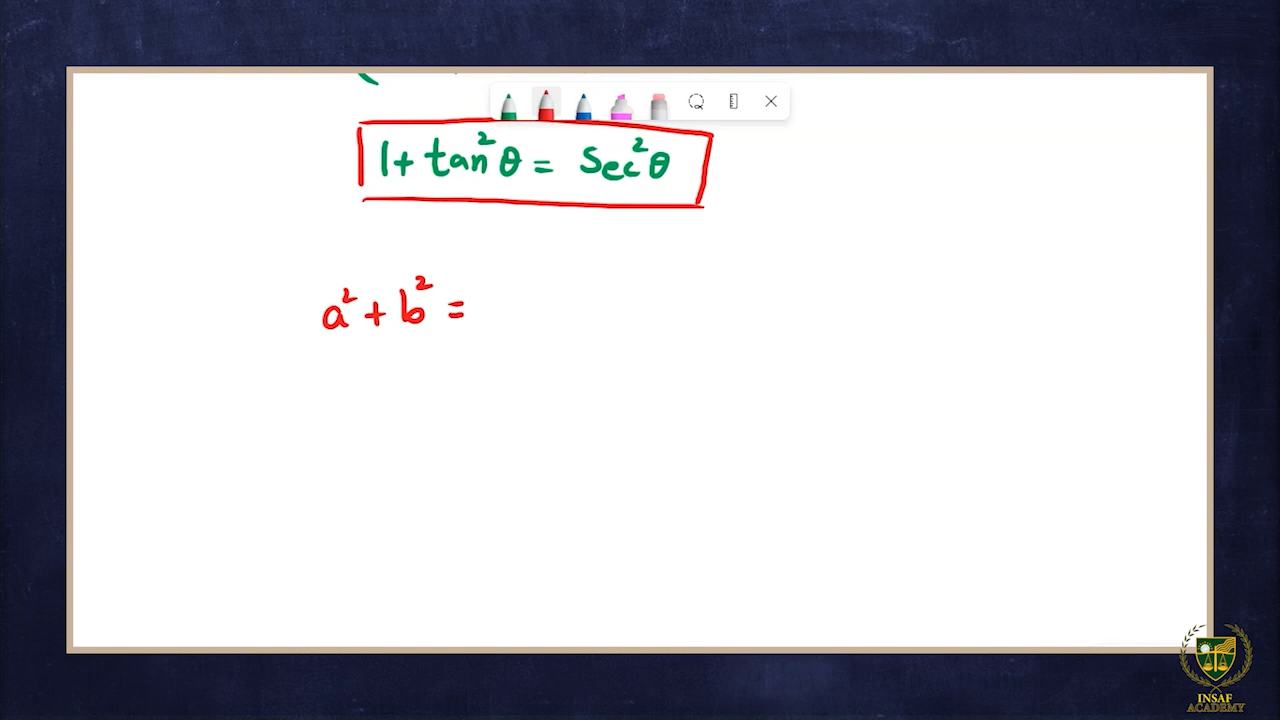 1+ tan²θ = Sec²θ
a² + b² =
INSAF
ACADEMY